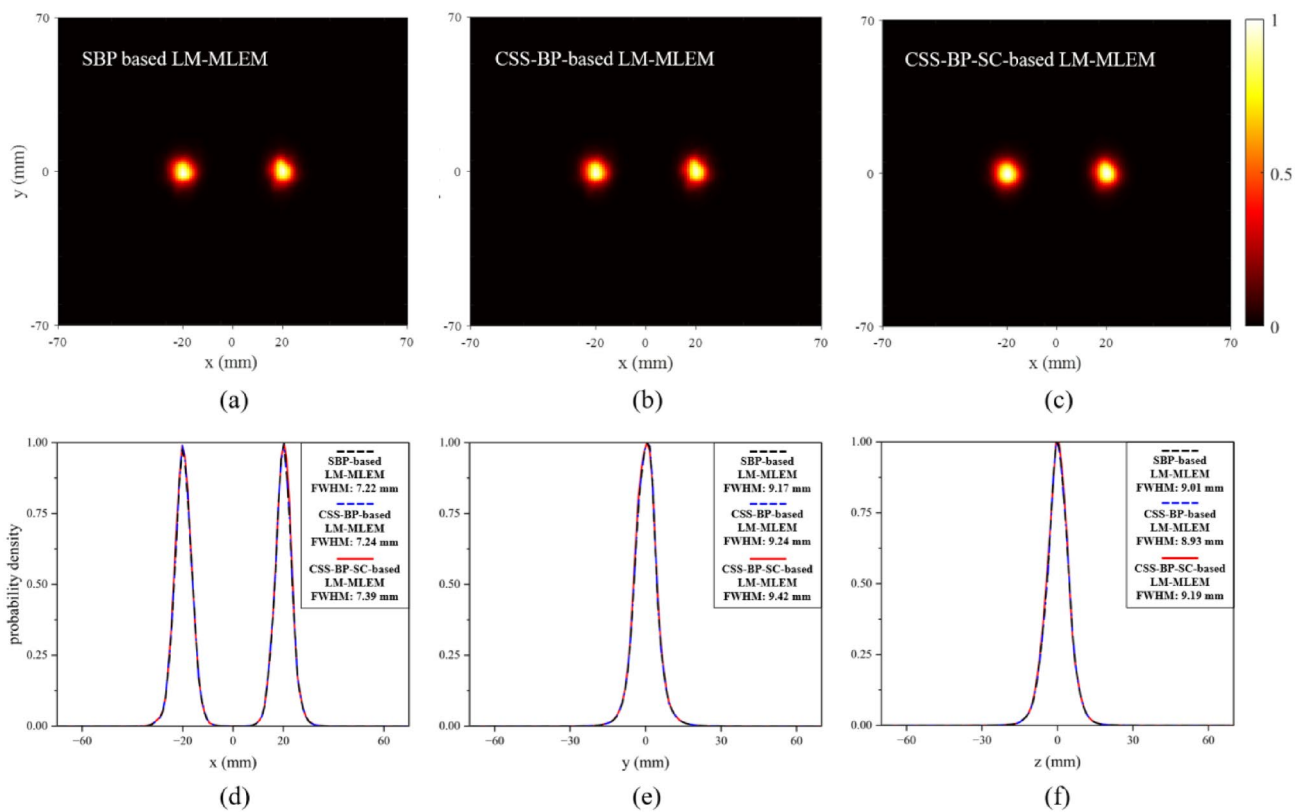 70
SBP based LM-MLEM
y (mm)
0
-70
-70
-20
0
20
70
x (mm)
(a)
CSS-BP-based LM-MLEM
-70
-20
0
20
70
x (mm)
(b)
70
CSS-BP-SC-based LM-MLEM
0
-70
-70
-20
0
20
70
x (mm)
(c)
1
0.5
0
probability density
1.00
0.75
0.50
0.25
0.00
SBP-based
LM-MLEM
FWHM: 7.22 mm
CSS-BP-based
LM-MLEM
FWHM: 7.24 mm
CSS-BP-SC-based
LM-MLEM
FWHM: 7.39 mm
−60
−20
0
20
60
x (mm)
(d)
1.00
0.75
0.50
0.25
0.00
SBP-based
LM-MLEM
FWHM: 9.17 mm
CSS-BP-based
LM-MLEM
FWHM: 9.24 mm
CSS-BP-SC-based
LM-MLEM
FWHM: 9.42 mm
−60
−30
0
30
60
y (mm)
(e)
1.00
0.75
0.50
0.25
0.00
SBP-based
LM-MLEM
FWHM: 9.01 mm
CSS-BP-based
LM-MLEM
FWHM: 8.93 mm
CSS-BP-SC-based
LM-MLEM
FWHM: 9.19 mm
−60
−30
0
30
60
z (mm)
(f)